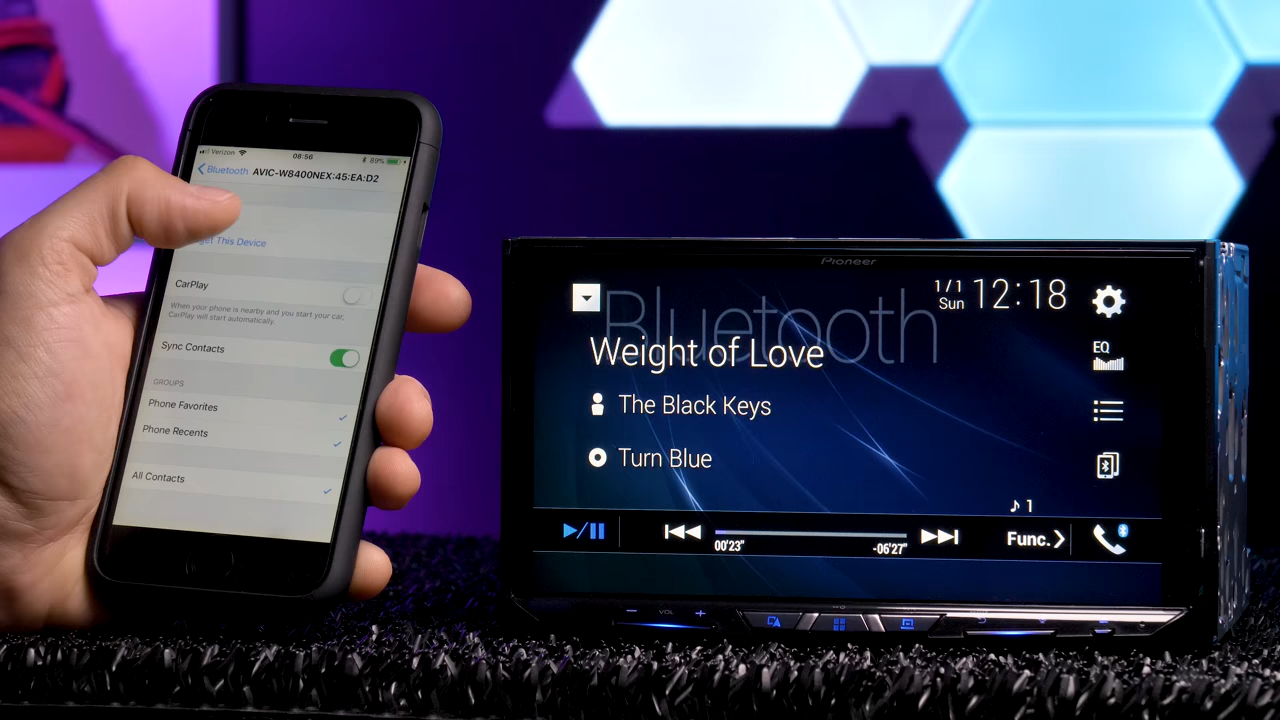 Verizon 08:56 89%
Bluetooth AVIC-W8400NEX:45:EA:D2
This Device
CarPlay
When your phone is nearby and you start your car,
CarPlay will start automatically.
Sync Contacts
GROUPS
Phone Favorites
Phone Recents
All Contacts
Pioneer
Bluetooth
1/1
Sun 12:18
Weight of Love
EQ
The Black Keys
Turn Blue
♪ 1
00'23" -06'27" Func.
VOL